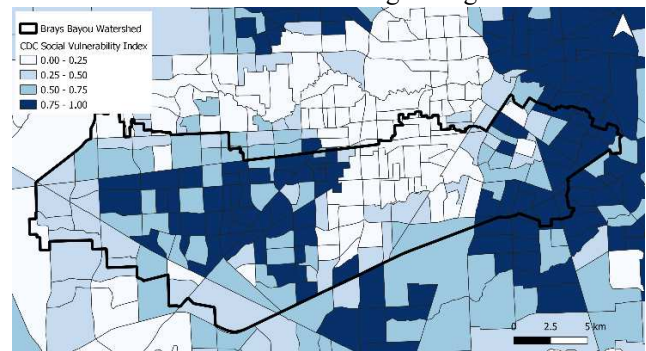 Brays Bayou Watershed
CDC Social Vulnerability Index
0.00 - 0.25
0.25 - 0.50
0.50 - 0.75
0.75 - 1.00
0 2.5 5 km